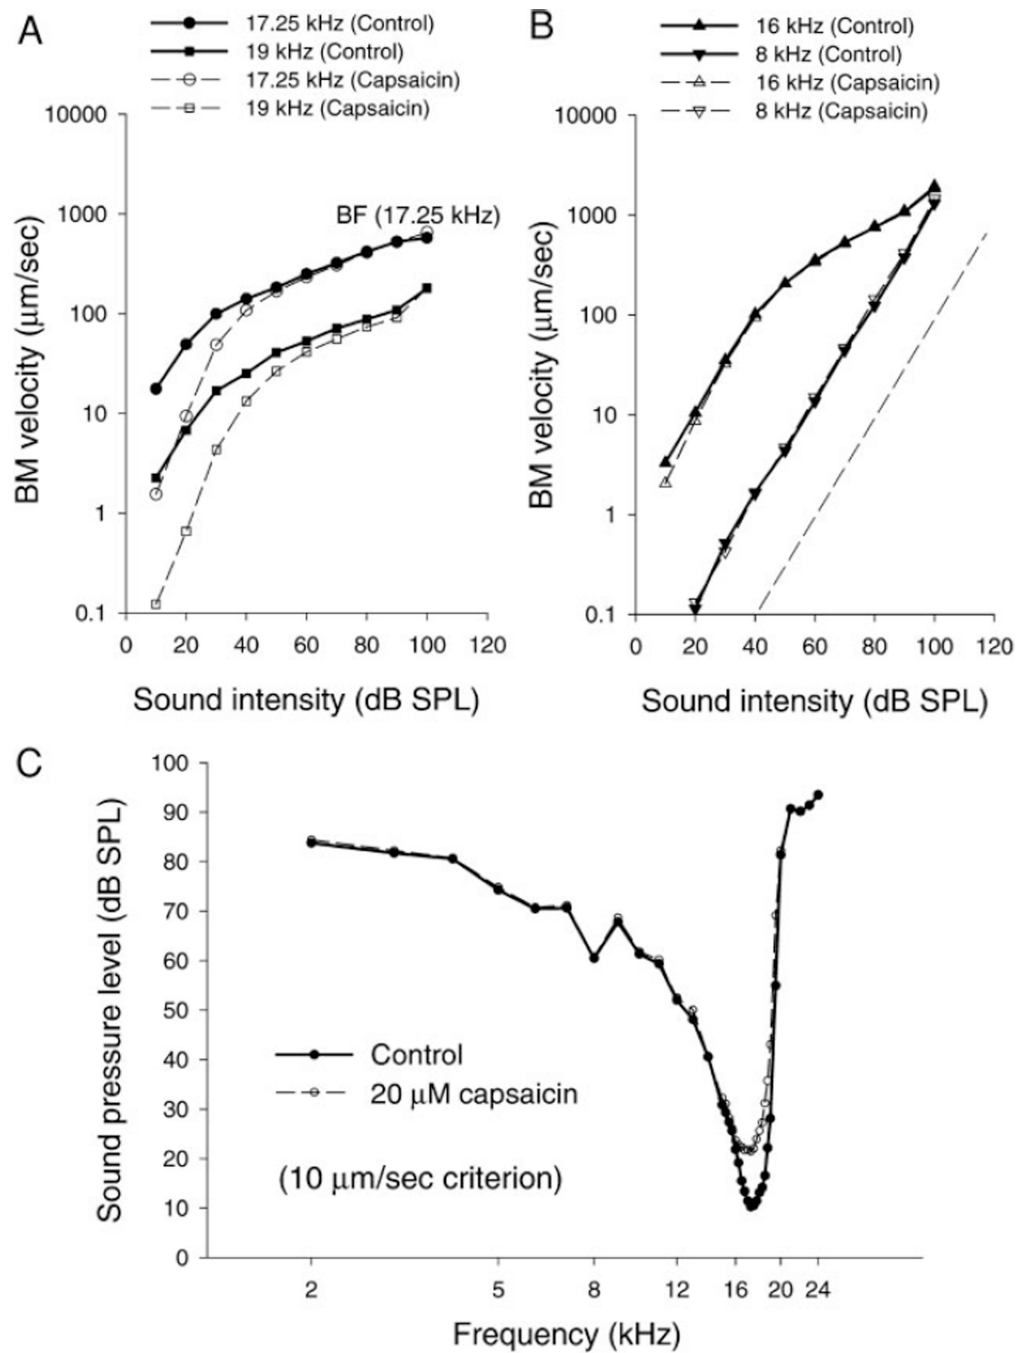 A
17.25 kHz (Control)
19 kHz (Control)
17.25 kHz (Capsaicin)
19 kHz (Capsaicin)
10000
1000
100
10
1
0.1
BF (17.25 kHz)
BM velocity (μm/sec)
0 20 40 60 80 100 120
Sound intensity (dB SPL)
B
16 kHz (Control)
8 kHz (Control)
16 kHz (Capsaicin)
8 kHz (Capsaicin)
10000
1000
100
10
1
0.1
BM velocity (μm/sec)
0 20 40 60 80 100 120
Sound intensity (dB SPL)
C
100
90
80
70
60
50
40
30
20
10
0
Sound pressure level (dB SPL)
Control
20 μM capsaicin
(10 μm/sec criterion)
2 5 8 12 16 20 24
Frequency (kHz)